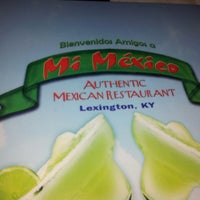 Bienvenidos Amigos a
Mi México
AUTHENTIC
MEXICAN RESTAURANT
Lexington, KY